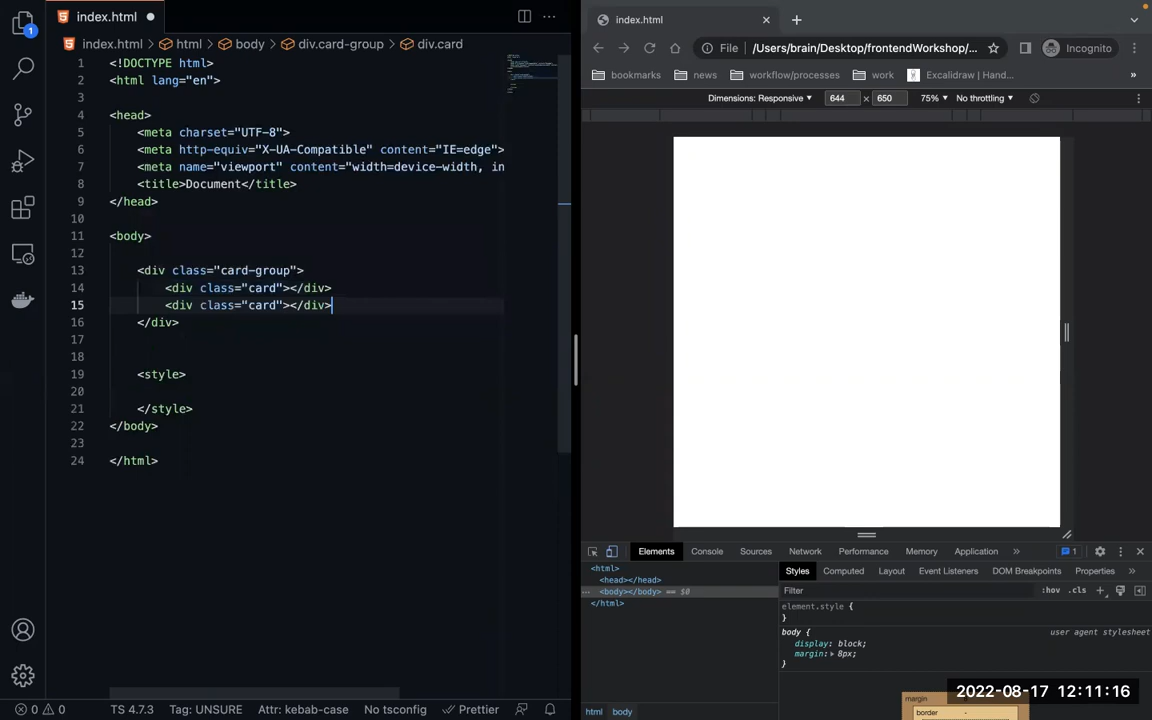 index.html
index.html > html > body > div.card-group > div.card
1 <!DOCTYPE html>
2 <html lang="en">
3
4 <head>
5 <meta charset="UTF-8">
6 <meta http-equiv="X-UA-Compatible" content="IE=edge">
7 <meta name="viewport" content="width=device-width, in
8 <title>Document</title>
9 </head>
10
11 <body>
12
13 <div class="card-group">
14 <div class="card"></div>
15 <div class="card"></div>
16 </div>
17
18
19 <style>
20
21 </style>
22 </body>
23
24 </html>
1
0 0 TS 4.7.3 Tag: UNSURE Attr: kebab-case No tsconfig Prettier
index.html
File /Users/brain/Desktop/frontendWorkshop/... Incognito
bookmarks news workflow/processes work Excalidraw | Hand... »
Dimensions: Responsive 644 x 650 75% No throttling
Elements Console Sources Network Performance Memory Application » 1
<html>
<head></head>
... <body></body> == $0
</html>
html body
Styles Computed Layout Event Listeners DOM Breakpoints Properties »
Filter :hov .cls +
element.style {
}
body { user agent stylesheet
display: block;
margin: 8px;
}
margin
border
-
2022-08-17 12:11:16